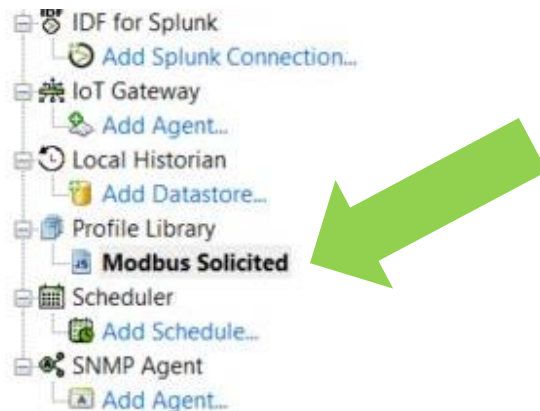 IDF for Splunk
Add Splunk Connection...
IoT Gateway
Add Agent...
Local Historian
Add Datastore...
Profile Library
JS Modbus Solicited
Scheduler
Add Schedule...
SNMP Agent
A Add Agent...